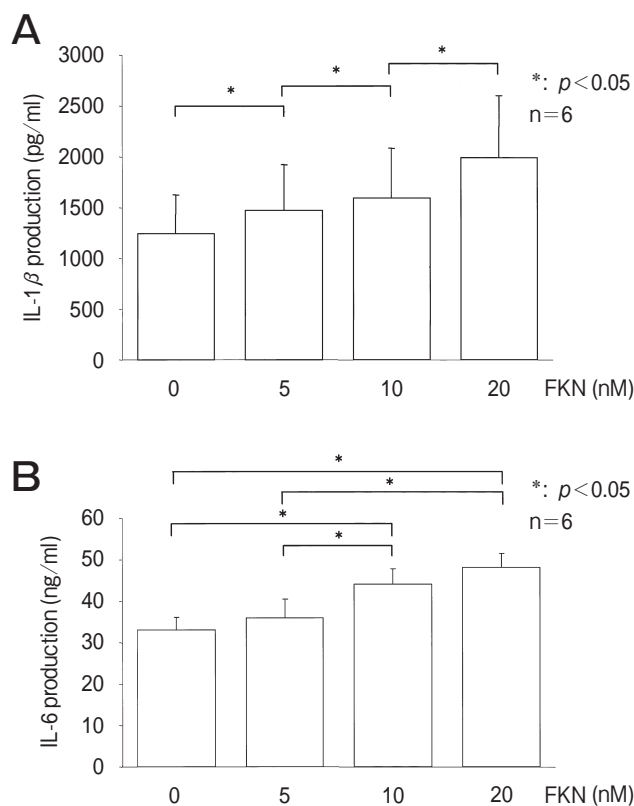 A
*
*
*
*: p<0.05
n=6
IL-1β production (pg/ml)
3000
2500
2000
1500
1000
500
0
0 5 10 20 FKN (nM)
B
*
*
*
*
*: p<0.05
n=6
IL-6 production (ng/ml)
60
50
40
30
20
10
0
0 5 10 20 FKN (nM)